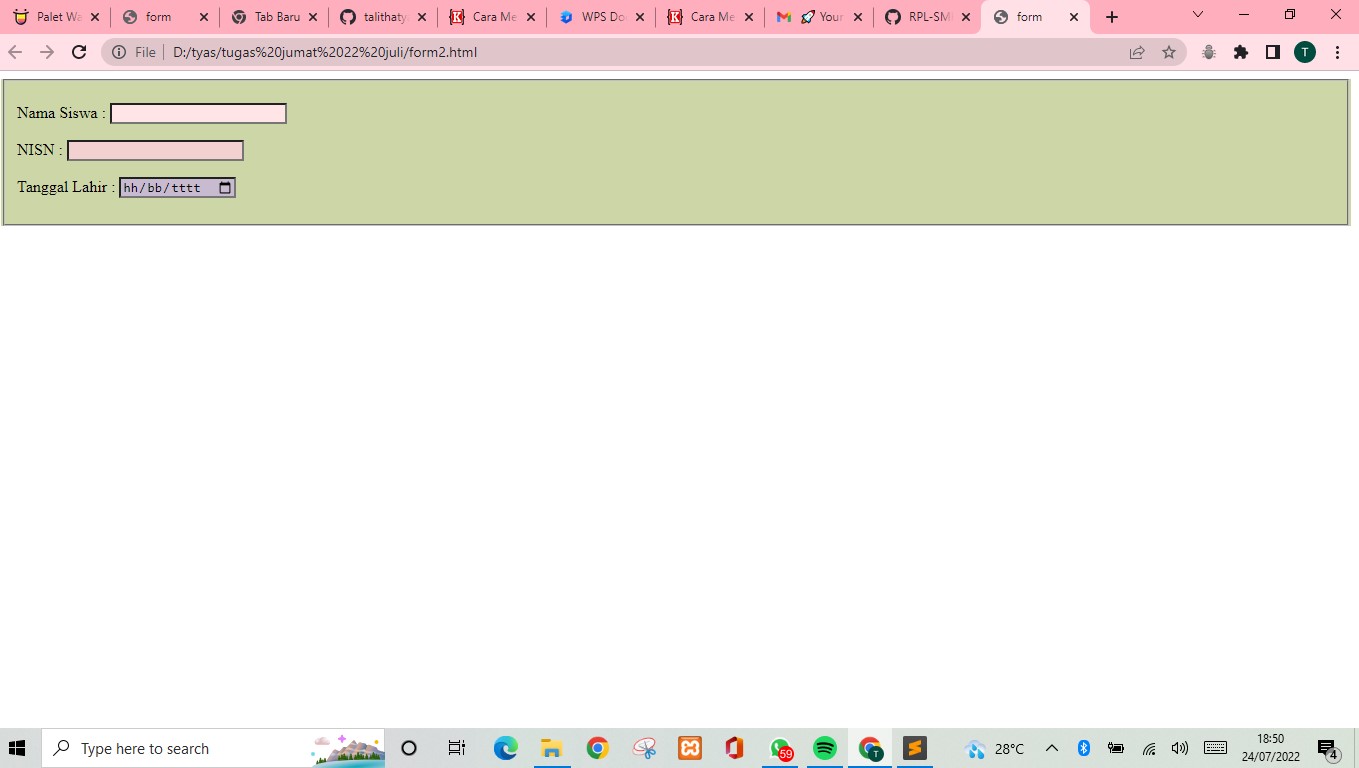 Palet Wa
form
Tab Baru
talithaty
Cara Me
WPS Do
Cara Me
Your
RPL-SM
form
File
D:/tyas/tugas%20jumat%2022%20juli/form2.html
T
Nama Siswa :
NISN :
Tanggal Lahir : hh/bb/tttt
Type here to search
59
T
28°C
18:50
24/07/2022
4